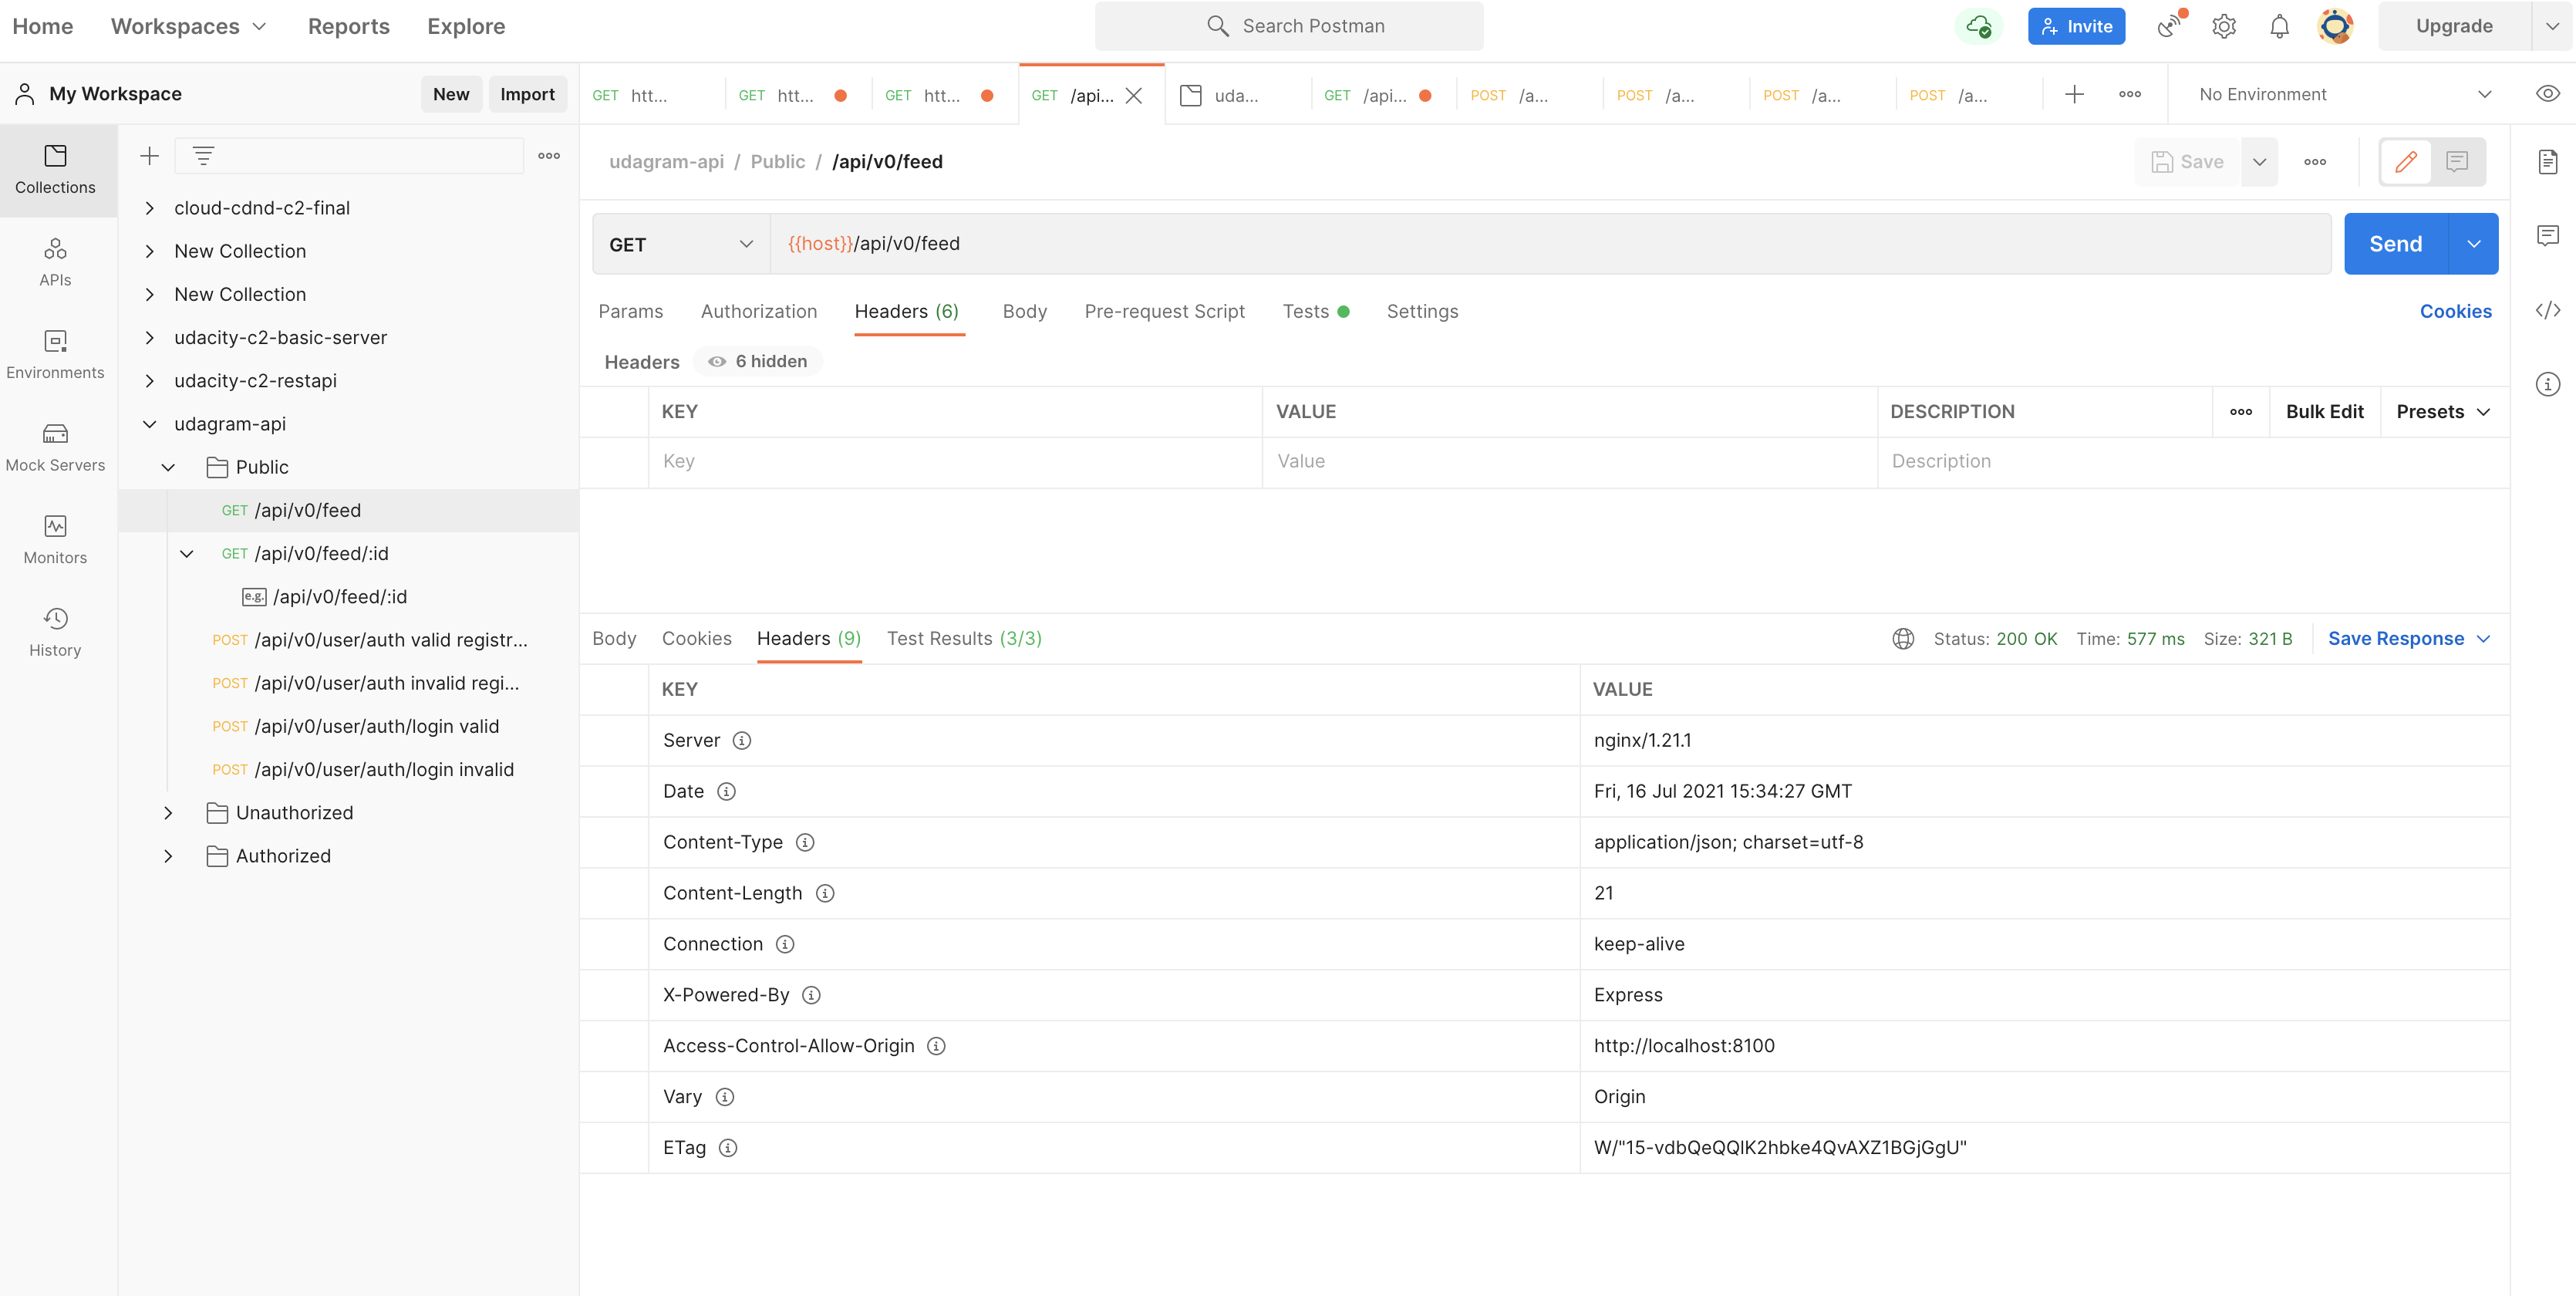 Home Workspaces Reports Explore Search Postman Invite Upgrade
My Workspace New Import GET htt... GET htt... GET htt... GET /api... uda... GET /api... POST /a... POST /a... POST /a... POST /a... No Environment
Collections
APIs
Environments
Mock Servers
Monitors
History
cloud-cdnd-c2-final
New Collection
New Collection
udacity-c2-basic-server
udacity-c2-restapi
udagram-api
Public
GET /api/v0/feed
GET /api/v0/feed/:id
e.g. /api/v0/feed/:id
POST /api/v0/user/auth valid registr...
POST /api/v0/user/auth invalid regi...
POST /api/v0/user/auth/login valid
POST /api/v0/user/auth/login invalid
Unauthorized
Authorized
udagram-api / Public / /api/v0/feed Save
GET {{host}}/api/v0/feed Send
Params Authorization Headers (6) Body Pre-request Script Tests Settings Cookies
Headers 6 hidden
KEY VALUE DESCRIPTION Bulk Edit Presets
Key Value Description
Body Cookies Headers (9) Test Results (3/3) Status: 200 OK Time: 577 ms Size: 321 B Save Response
KEY VALUE
Server nginx/1.21.1
Date Fri, 16 Jul 2021 15:34:27 GMT
Content-Type application/json; charset=utf-8
Content-Length 21
Connection keep-alive
X-Powered-By Express
Access-Control-Allow-Origin http://localhost:8100
Vary Origin
ETag W/"15-vdbQeQQIK2hbke4QvAXZ1BGjGgU"